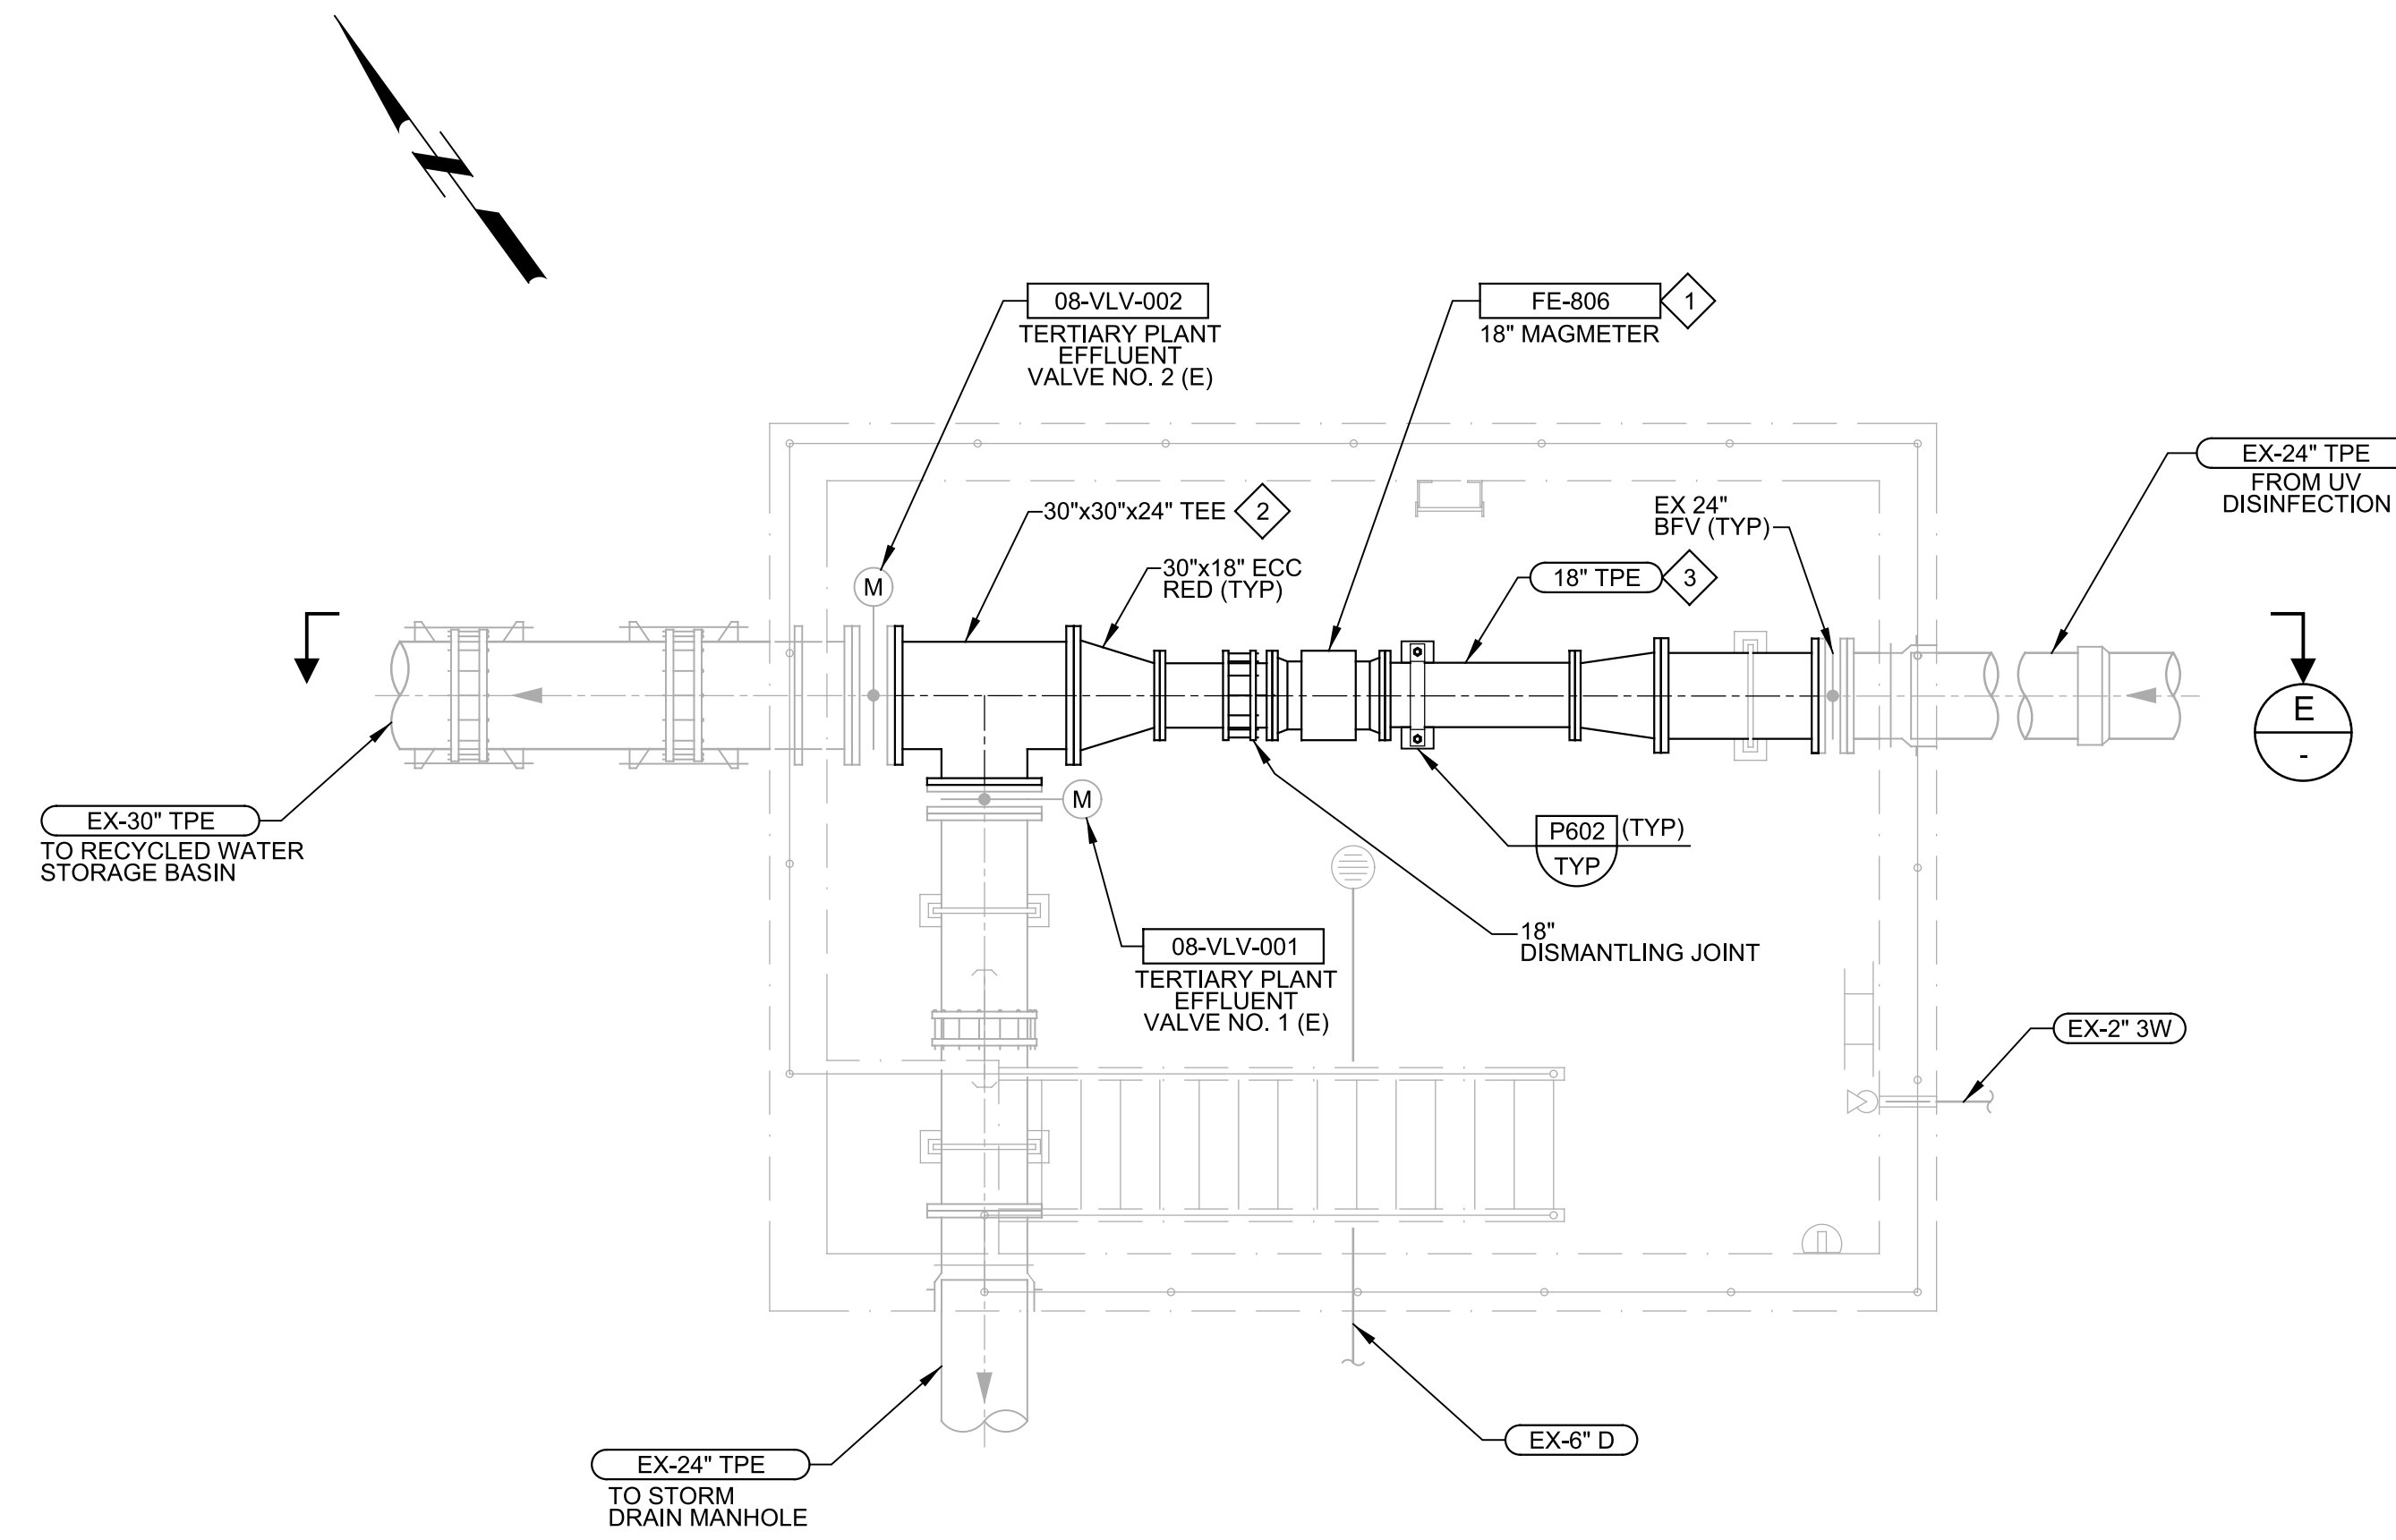 08-VLV-002
TERTIARY PLANT
EFFLUENT
VALVE NO. 2 (E)
FE-806
1
18" MAGMETER
EX-24" TPE
FROM UV
DISINFECTION
30"x30"x24" TEE
2
EX 24"
BFV (TYP)
30"x18" ECC
RED (TYP)
18" TPE
3
M
E
-
EX-30" TPE
TO RECYCLED WATER
STORAGE BASIN
M
P602
(TYP)
TYP
08-VLV-001
TERTIARY PLANT
EFFLUENT
VALVE NO. 1 (E)
18"
DISMANTLING JOINT
EX-2" 3W
EX-6" D
EX-24" TPE
TO STORM
DRAIN MANHOLE